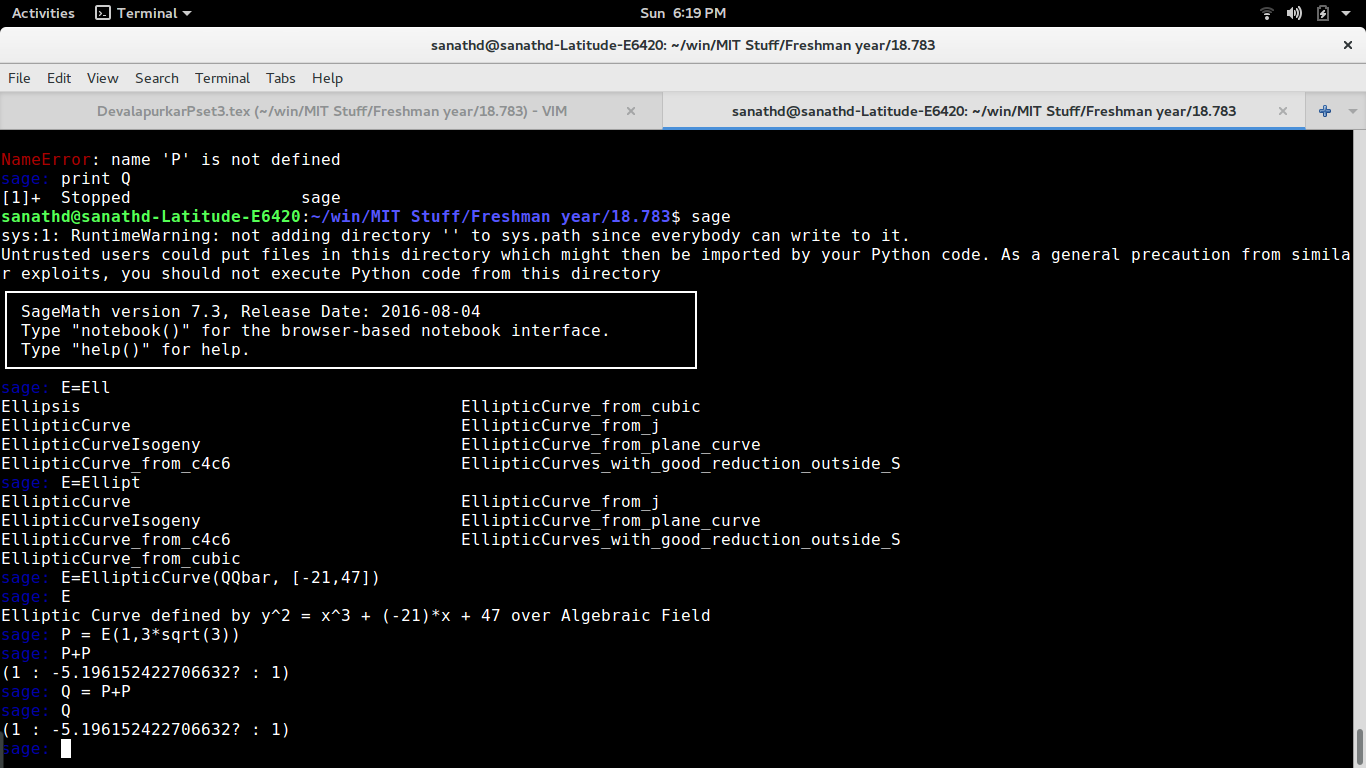 Activities Terminal Sun 6:19 PM
sanathd@sanathd-Latitude-E6420: ~/win/MIT Stuff/Freshman year/18.783
File Edit View Search Terminal Tabs Help
DevalapurkarPset3.tex (~/win/MIT Stuff/Freshman year/18.783) - VIM sanathd@sanathd-Latitude-E6420: ~/win/MIT Stuff/Freshman year/18.783
NameError: name 'P' is not defined
sage: print Q
[1]+  Stopped                 sage
sanathd@sanathd-Latitude-E6420:~/win/MIT Stuff/Freshman year/18.783$ sage
sys:1: RuntimeWarning: not adding directory '' to sys.path since everybody can write to it.
Untrusted users could put files in this directory which might then be imported by your Python code. As a general precaution from simila
r exploits, you should not execute Python code from this directory
SageMath version 7.3, Release Date: 2016-08-04
Type "notebook()" for the browser-based notebook interface.
Type "help()" for help.
sage: E=Ell
Ellipsis                                      EllipticCurve_from_cubic
EllipticCurve                                 EllipticCurve_from_j
EllipticCurveIsogeny                          EllipticCurve_from_plane_curve
EllipticCurve_from_c4c6                       EllipticCurves_with_good_reduction_outside_S
sage: E=Ellipt
EllipticCurve                                 EllipticCurve_from_j
EllipticCurveIsogeny                          EllipticCurve_from_plane_curve
EllipticCurve_from_c4c6                       EllipticCurves_with_good_reduction_outside_S
EllipticCurve_from_cubic
sage: E=EllipticCurve(QQbar, [-21,47])
sage: E
Elliptic Curve defined by y^2 = x^3 + (-21)*x + 47 over Algebraic Field
sage: P = E(1,3*sqrt(3))
sage: P+P
(1 : -5.196152422706632? : 1)
sage: Q = P+P
sage: Q
(1 : -5.196152422706632? : 1)
sage: